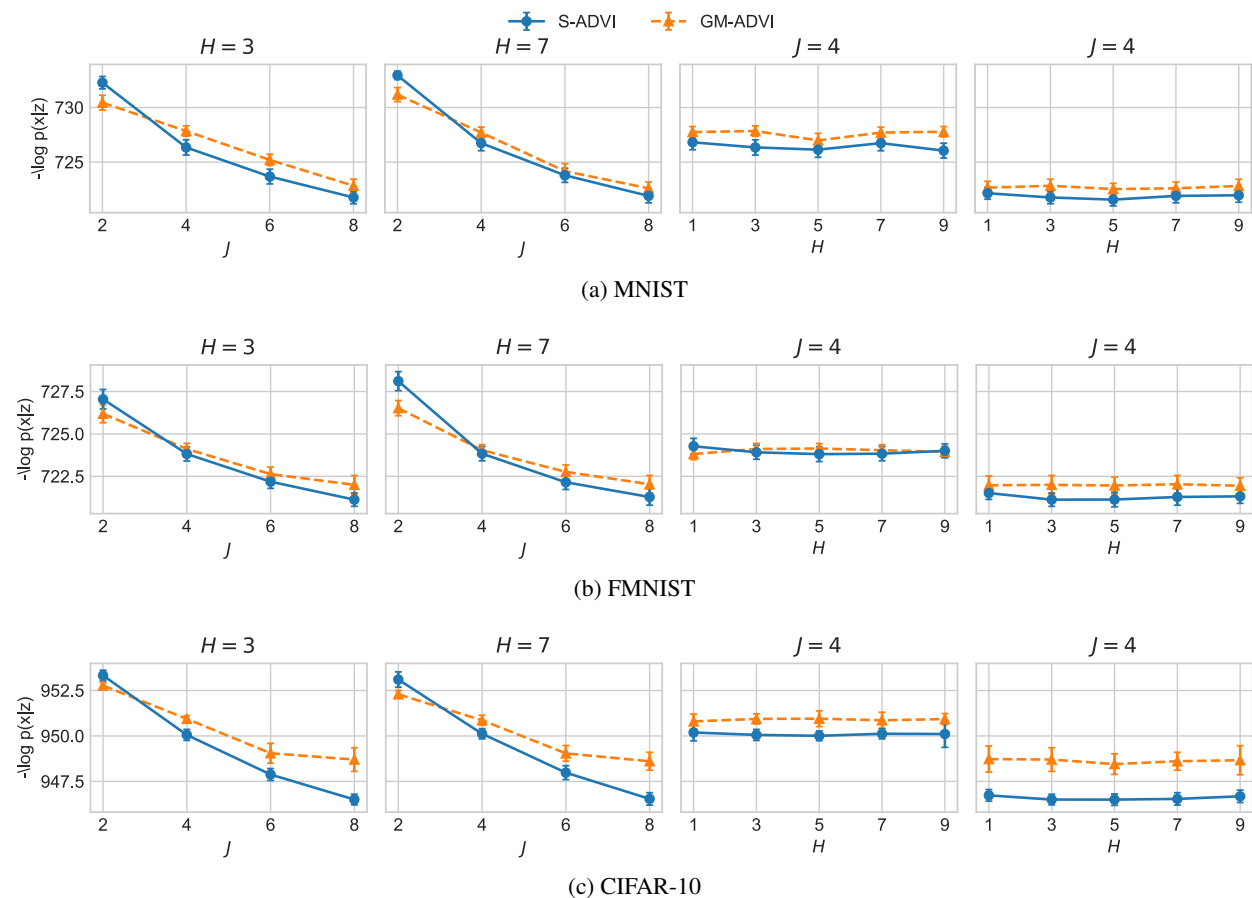 S-ADVI GM-ADVI
H = 3 H = 7 J = 4 J = 4
-\log p(x|z)
730
725
2 4 6 8 2 4 6 8 1 3 5 7 9 1 3 5 7 9
J J H H
(a) MNIST
H = 3 H = 7 J = 4 J = 4
-\log p(x|z)
727.5
725.0
722.5
2 4 6 8 2 4 6 8 1 3 5 7 9 1 3 5 7 9
J J H H
(b) FMNIST
H = 3 H = 7 J = 4 J = 4
-\log p(x|z)
952.5
950.0
947.5
2 4 6 8 2 4 6 8 1 3 5 7 9 1 3 5 7 9
J J H H
(c) CIFAR-10